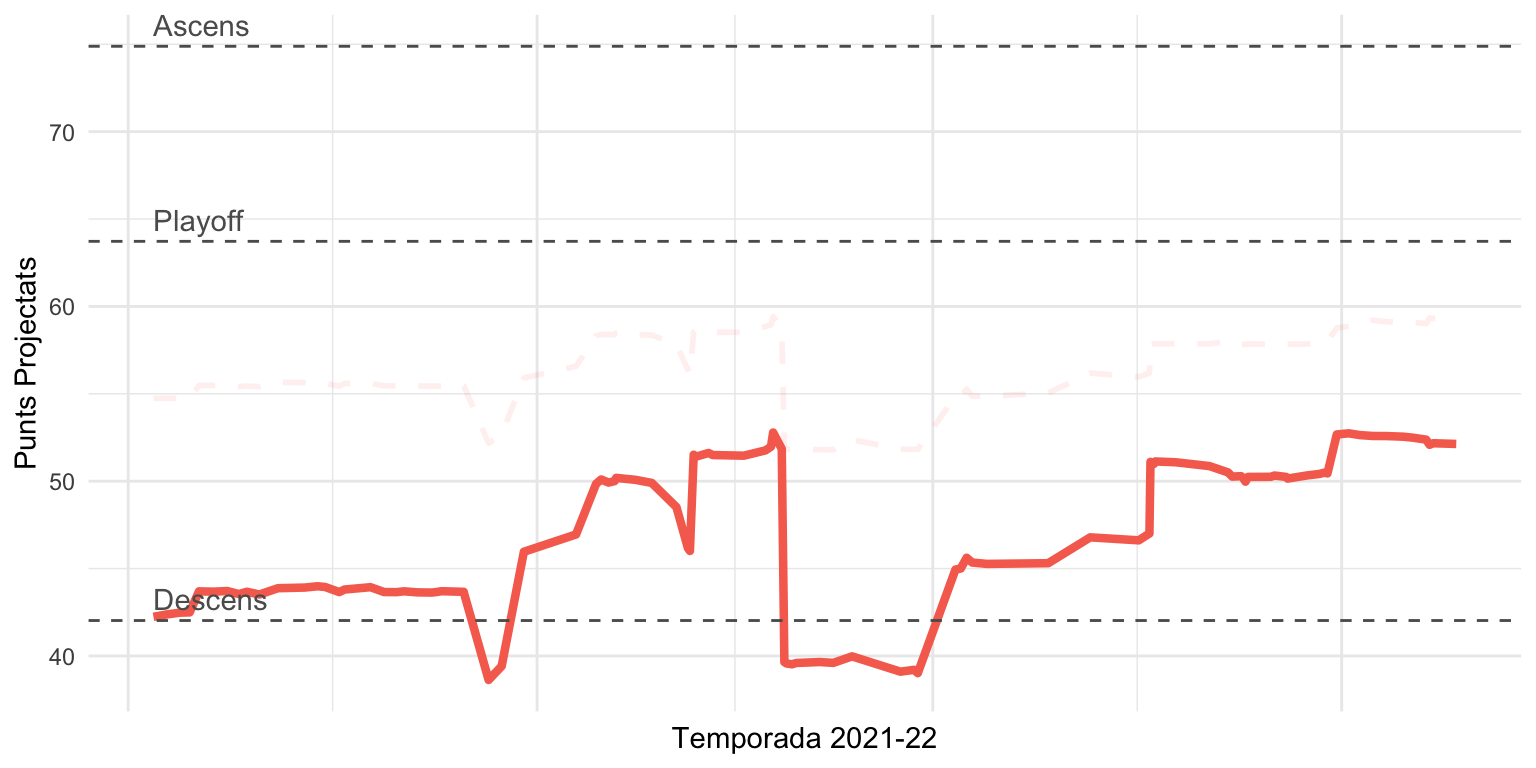 Ascens
70
Playoff
60
50
Descens
40
Punts Projectats
Temporada 2021-22